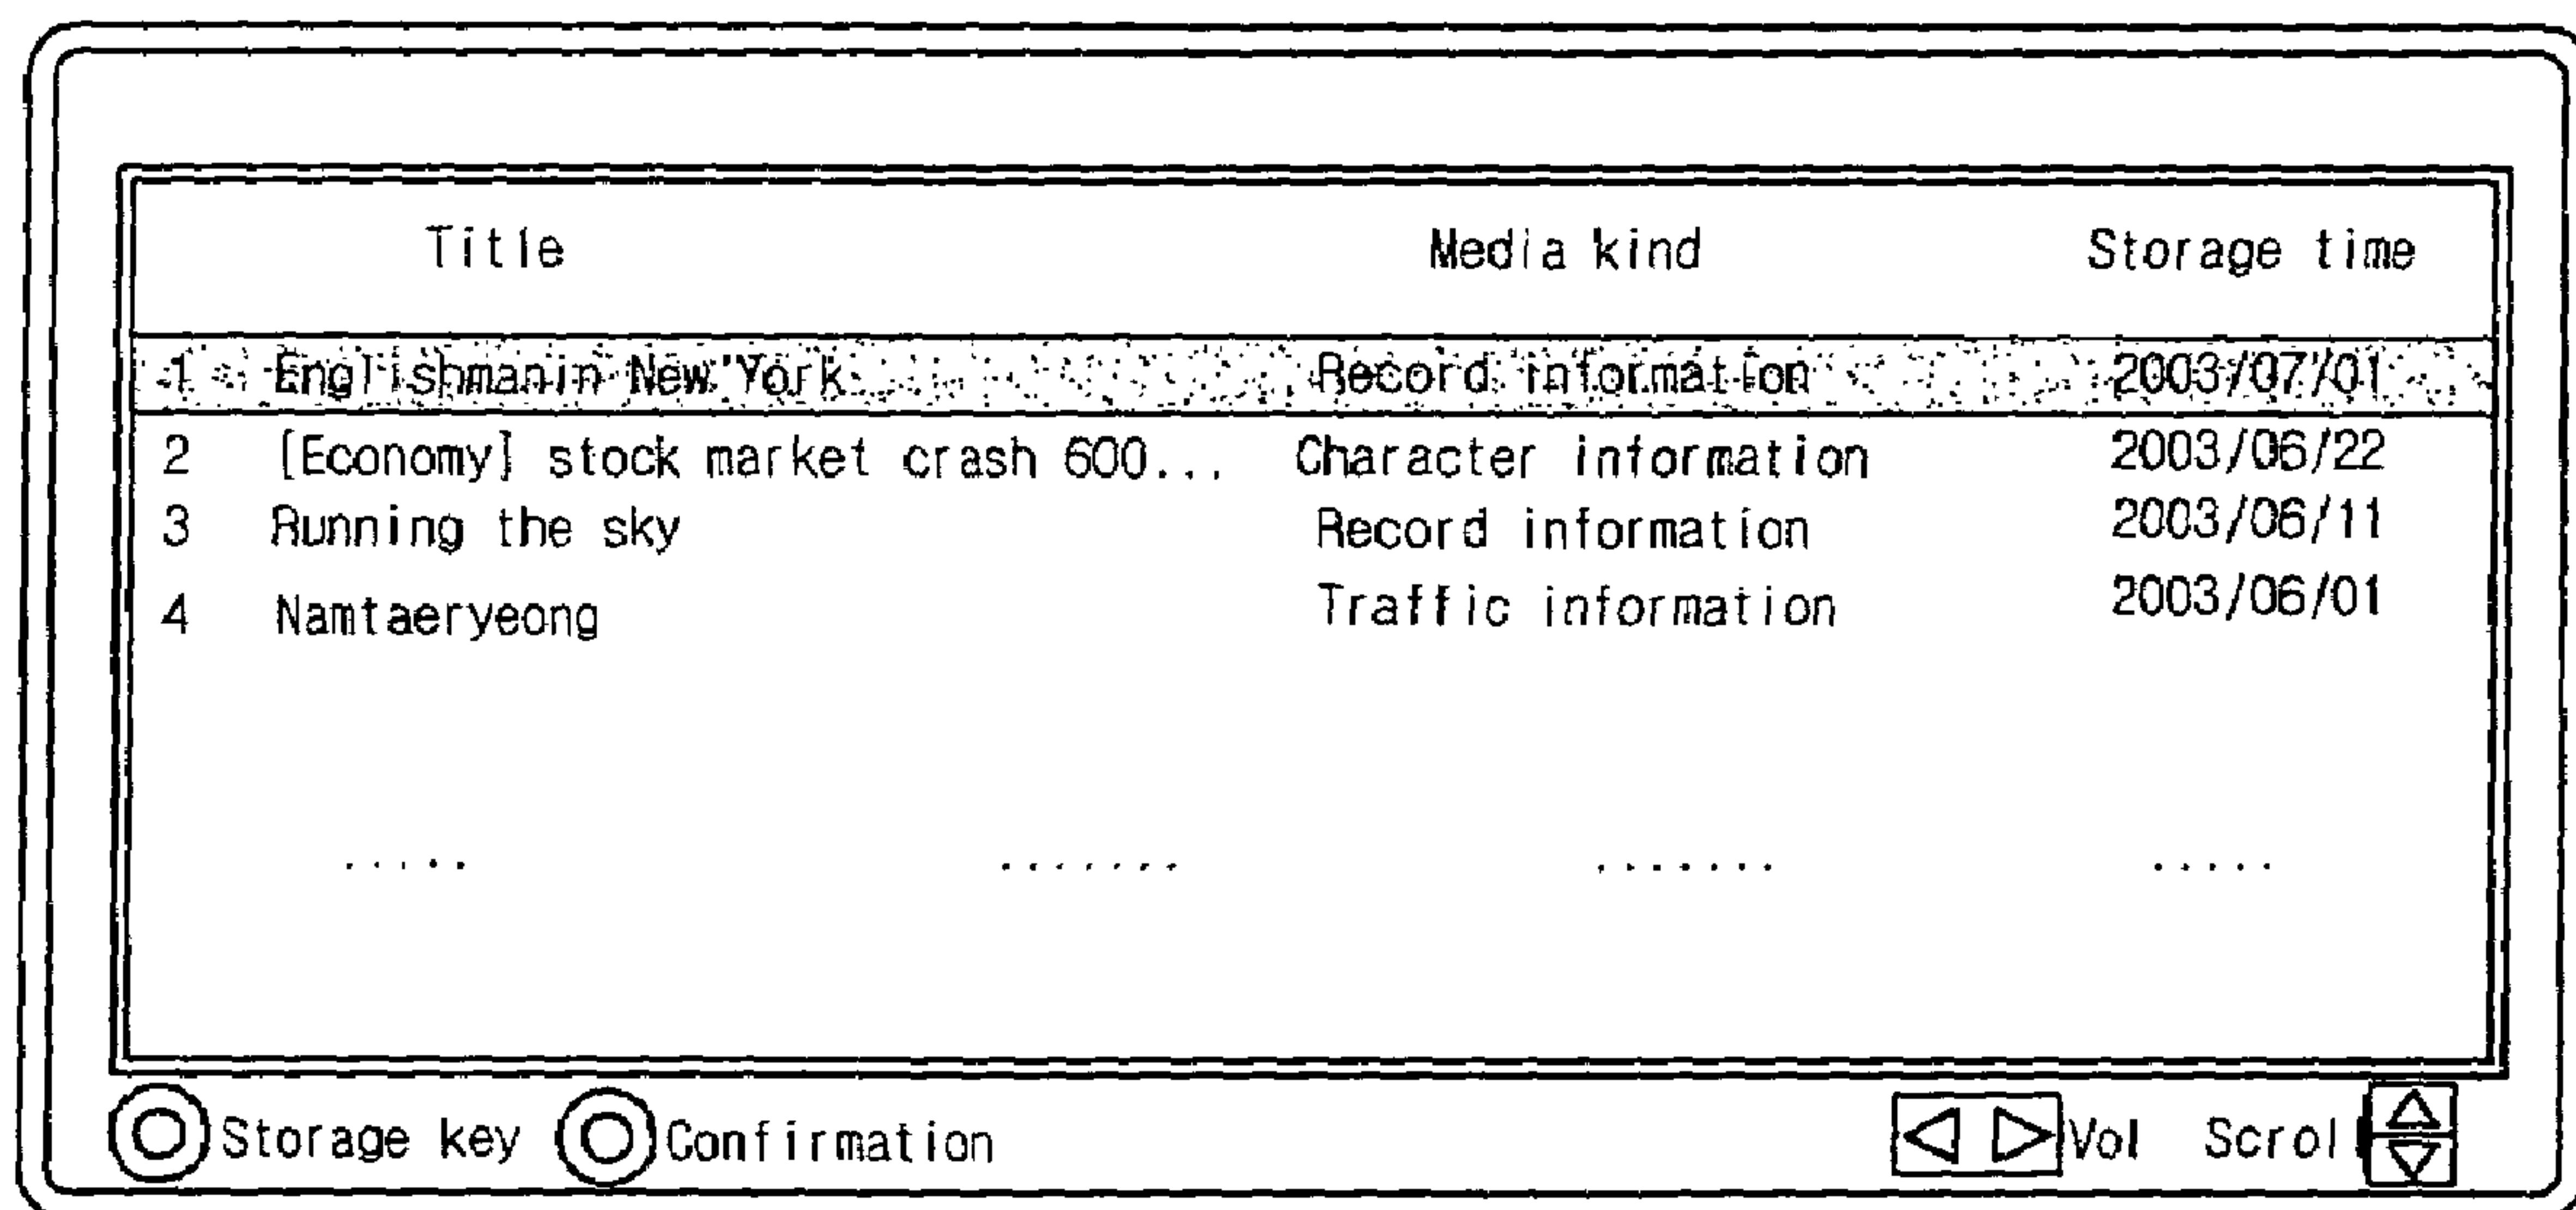 Title Media kind Storage time
1 Englishmanin New York Record information 2003/07/01
2 [Economy] stock market crash 600... Character information 2003/06/22
3 Running the sky Record information 2003/06/11
4 Namtaeryeong Traffic information 2003/06/01
..... ....... ....... .....
Storage key Confirmation Vol Scroll